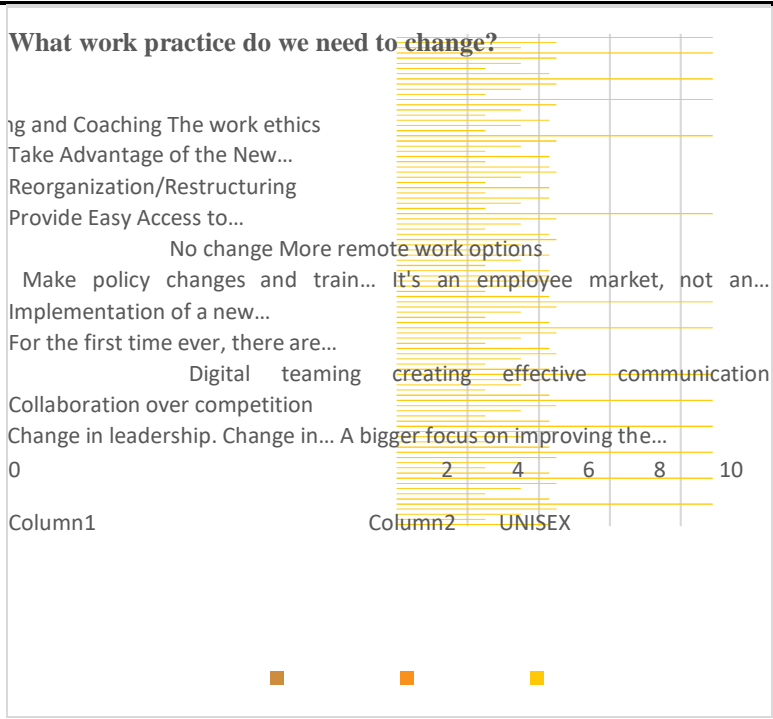 What work practice do we need to change?
ng and Coaching The work ethics
Take Advantage of the New…
Reorganization/Restructuring
Provide Easy Access to…
No change More remote work options
Make policy changes and train… It's an employee market, not an…
Implementation of a new…
For the first time ever, there are…
Digital teaming creating effective communication
Collaboration over competition
Change in leadership. Change in… A bigger focus on improving the…
0 2 4 6 8 10
Column1 Column2 UNISEX